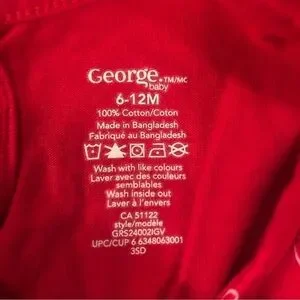 George.TM/MC
baby
6-12M
100% Cotton/Coton
Made in Bangladesh
Fabriqué au Bangladesh
Wash with like colours
Laver avec des couleurs
semblables
Wash inside out
Laver à l'envers
CA 51122
style/modèle
GRS24002IGV
UPC/CUP 6 6348063001
3SD